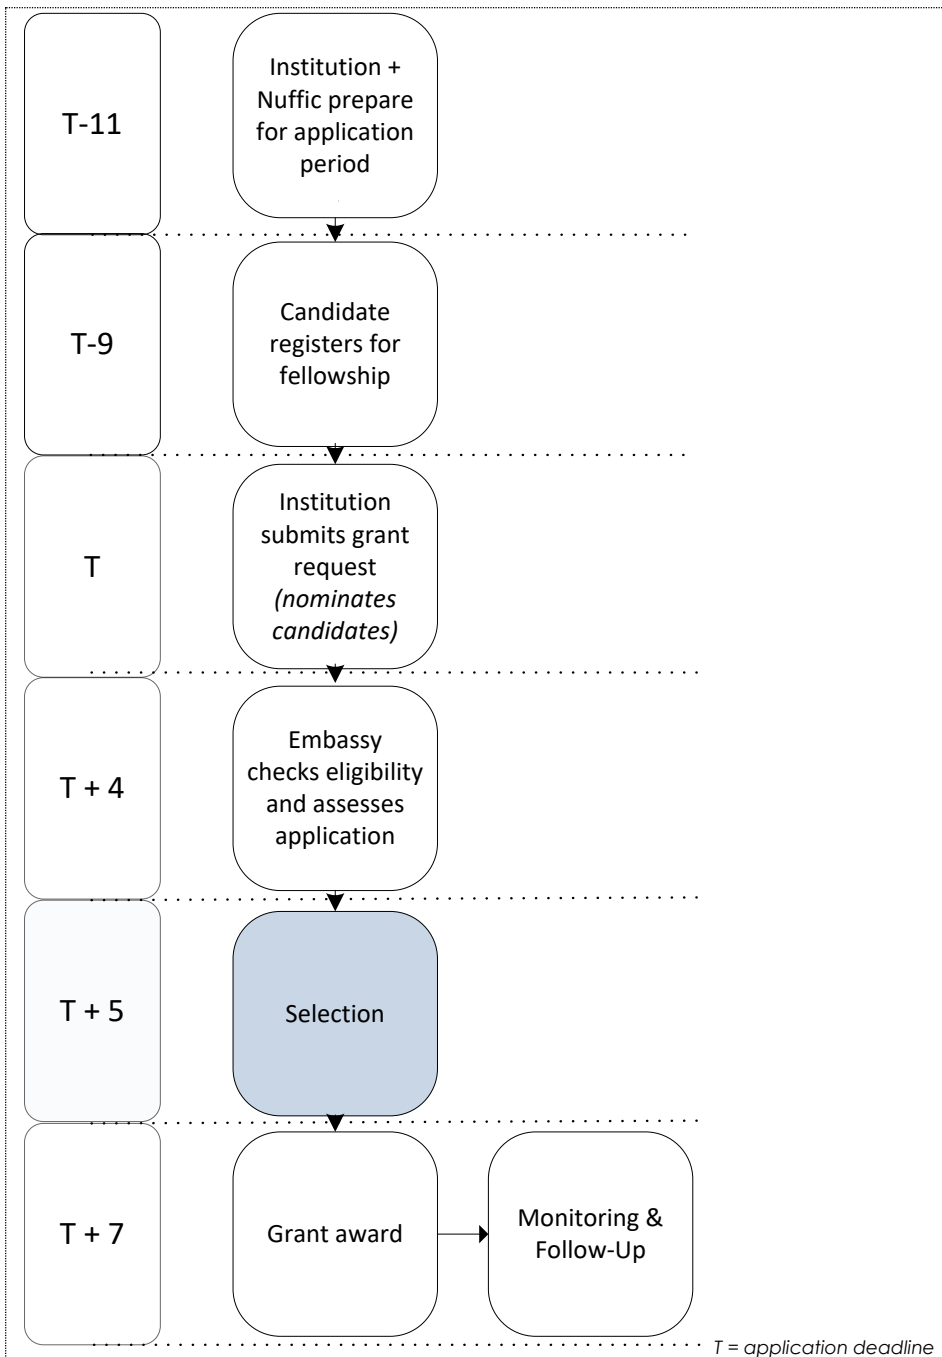 T-11
Institution +
Nuffic prepare
for application
period
T-9
Candidate
registers for
fellowship
T
Institution
submits grant
request
(nominates
candidates)
T + 4
Embassy
checks eligibility
and assesses
application
T + 5
Selection
T + 7
Grant award
Monitoring &
Follow-Up
T = application deadline